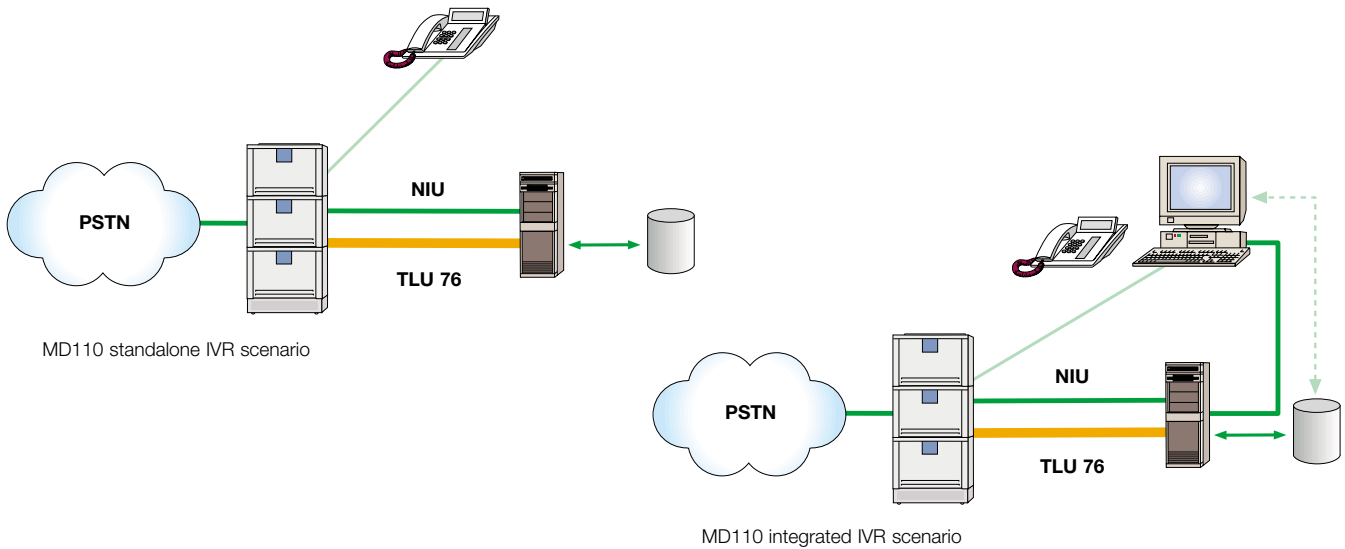 PSTN
NIU
TLU 76
MD110 standalone IVR scenario
PSTN
NIU
TLU 76
MD110 integrated IVR scenario